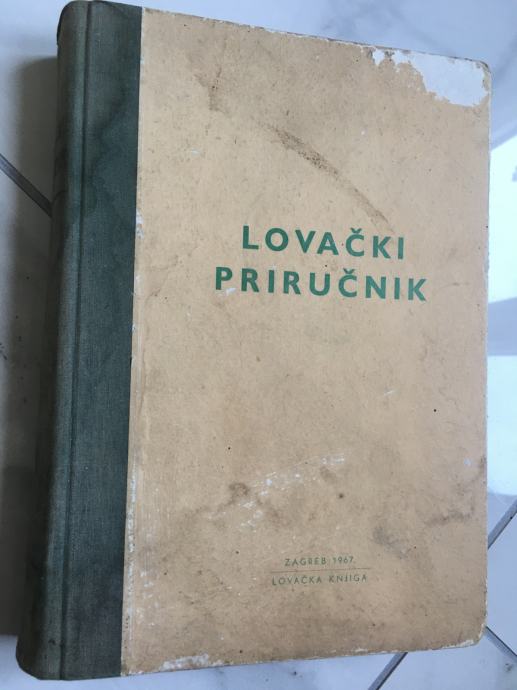 LOVAČKI
PRIRUČNIK
ZAGREB 1967.
LOVAČKA KNJIGA